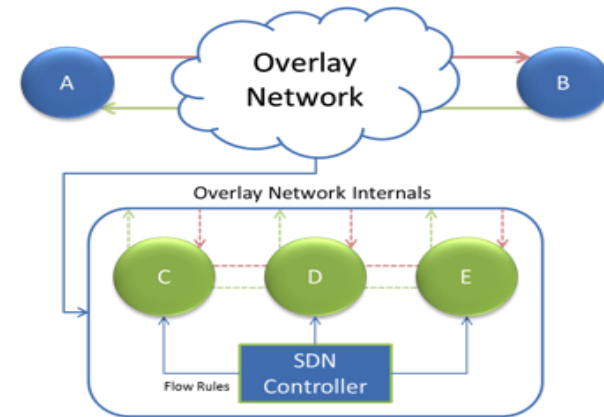 Overlay
Network
A
B
Overlay Network Internals
C
D
E
SDN
Controller
Flow Rules